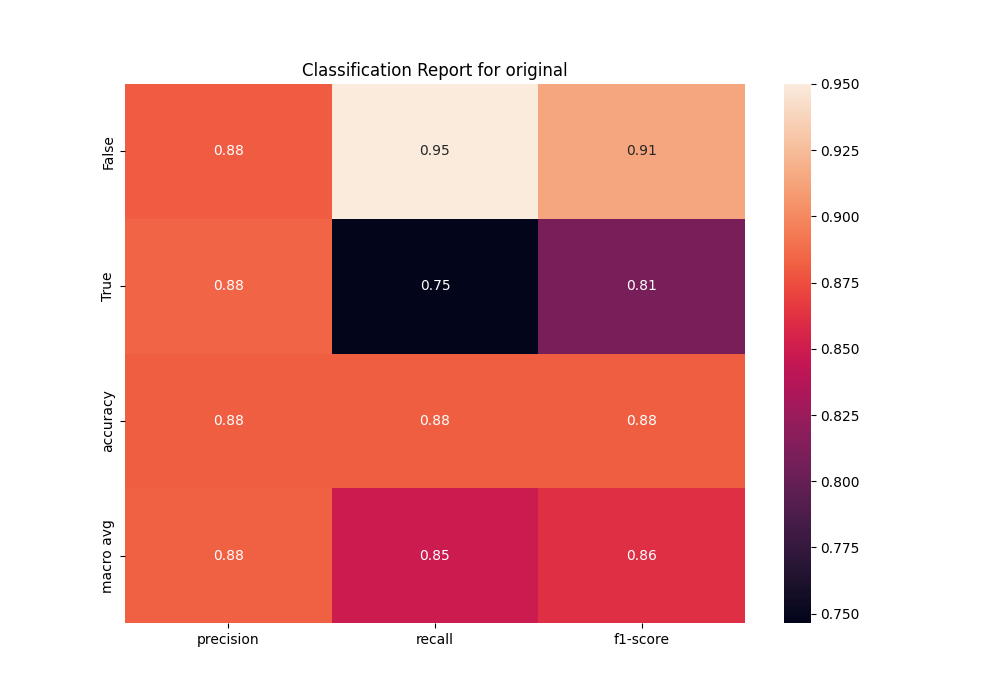 Classification Report for original
False 0.88 0.95 0.91
True 0.88 0.75 0.81
accuracy 0.88 0.88 0.88
macro avg 0.88 0.85 0.86
precision recall f1-score
0.950
0.925
0.900
0.875
0.850
0.825
0.800
0.775
0.750